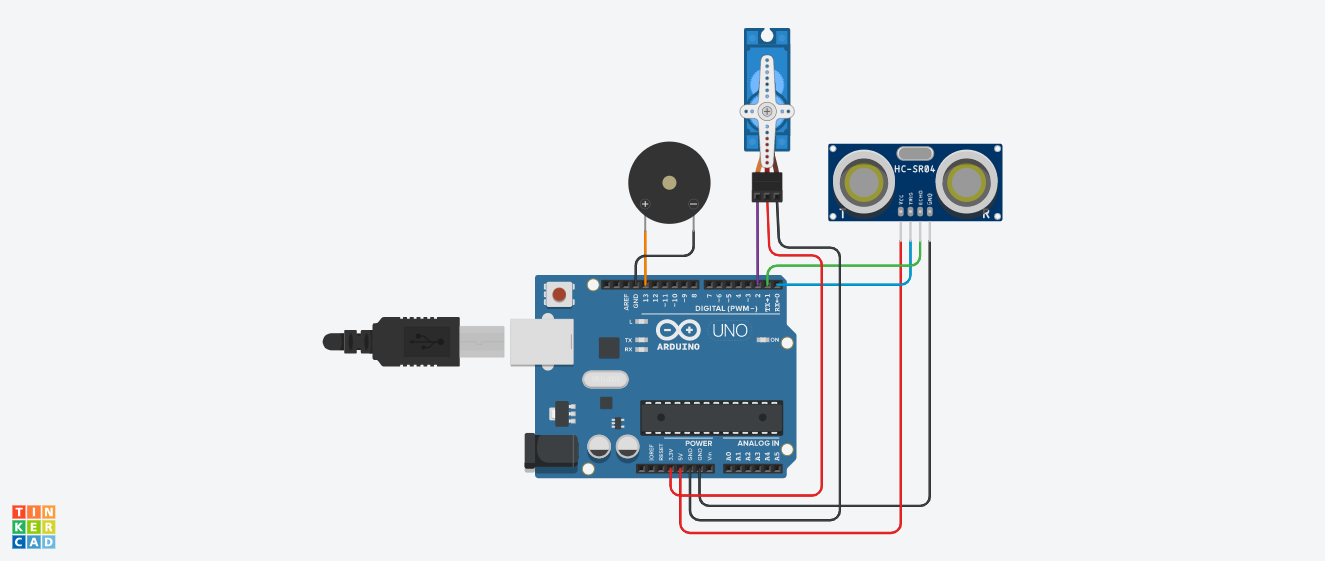 HC-SR04
VCC
TRIG
ECHO
GND
T
R
+
−
AREF
GND
13
12
~11
~10
~9
8
7
~6
~5
4
~3
2
TX→1
RX←0
DIGITAL (PWM~)
L
TX
RX
UNO
ARDUINO
ON
POWER
ANALOG IN
IOREF
RESET
3.3V
5V
GND
GND
Vin
A0
A1
A2
A3
A4
A5
TIN
KER
CAD